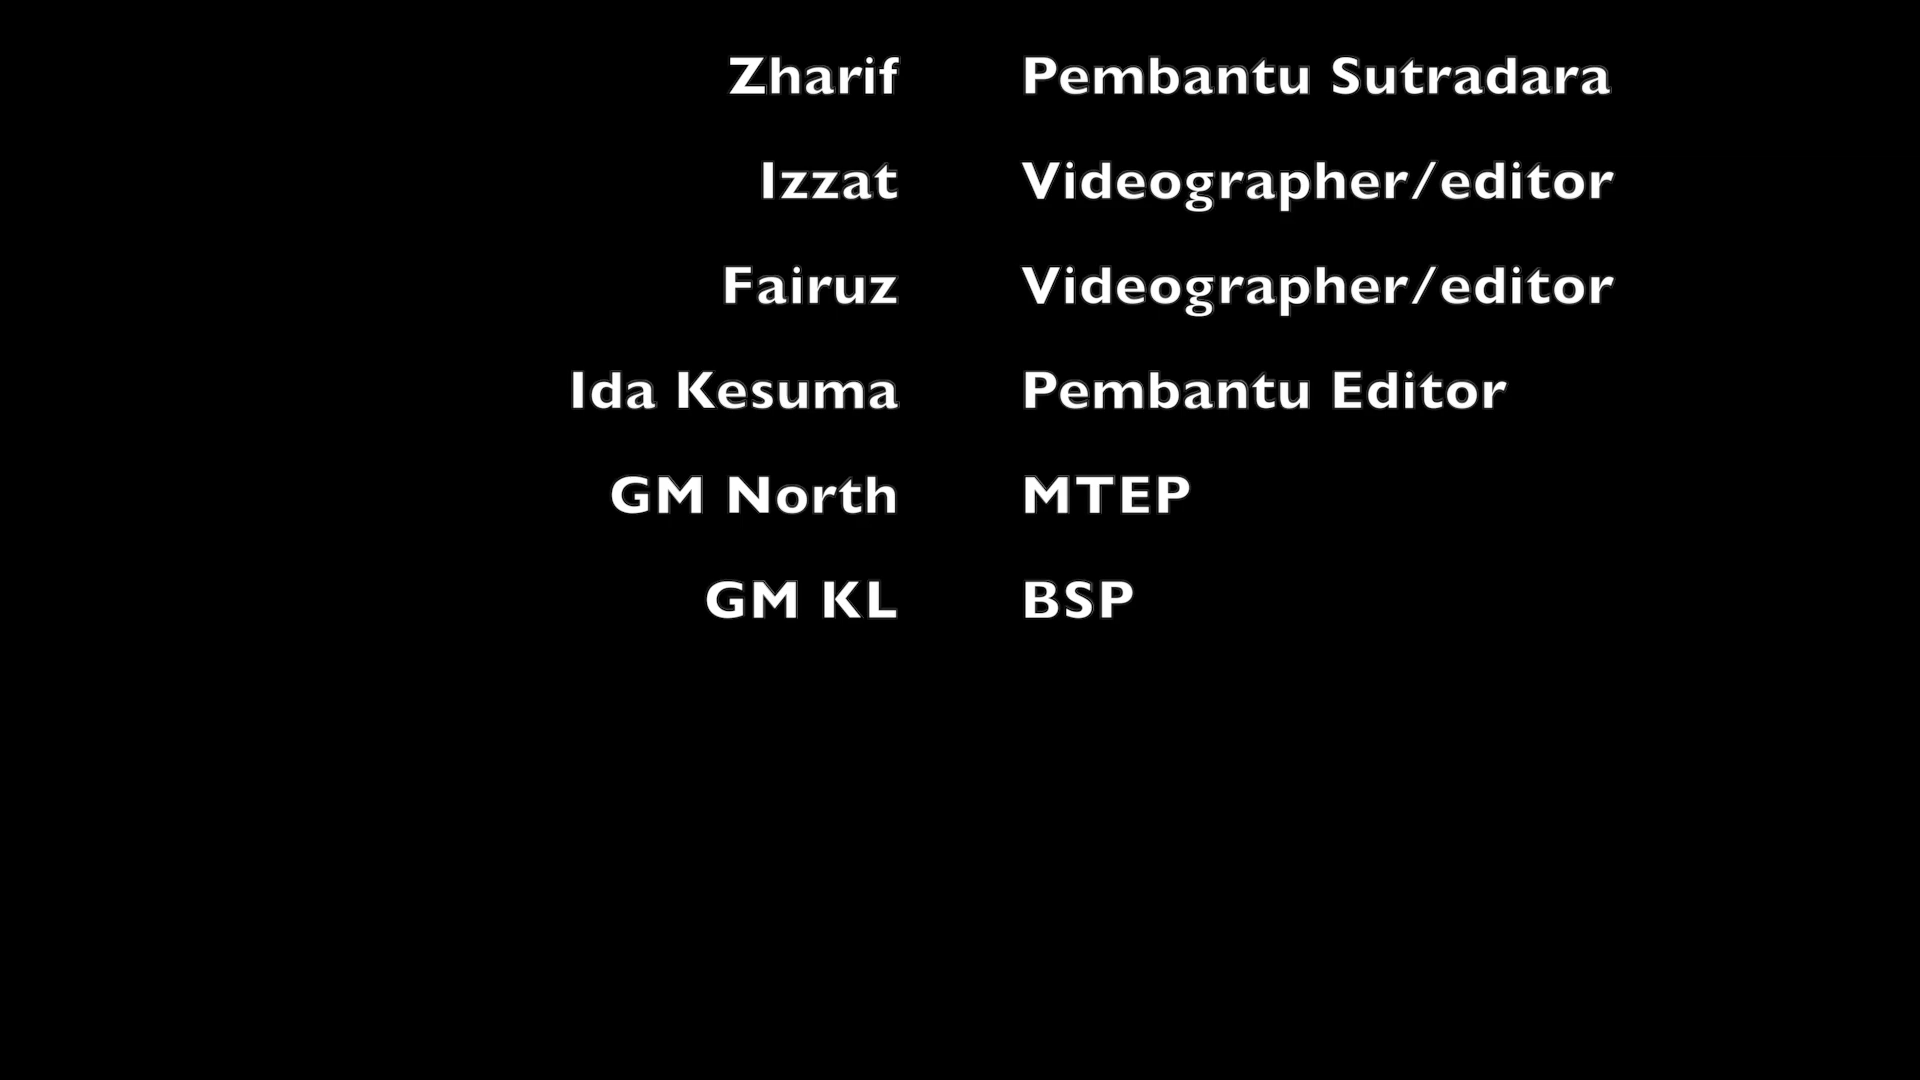 Zharif Pembantu Sutradara
Izzat Videographer/editor
Fairuz Videographer/editor
Ida Kesuma Pembantu Editor
GM North MTEP
GM KL BSP